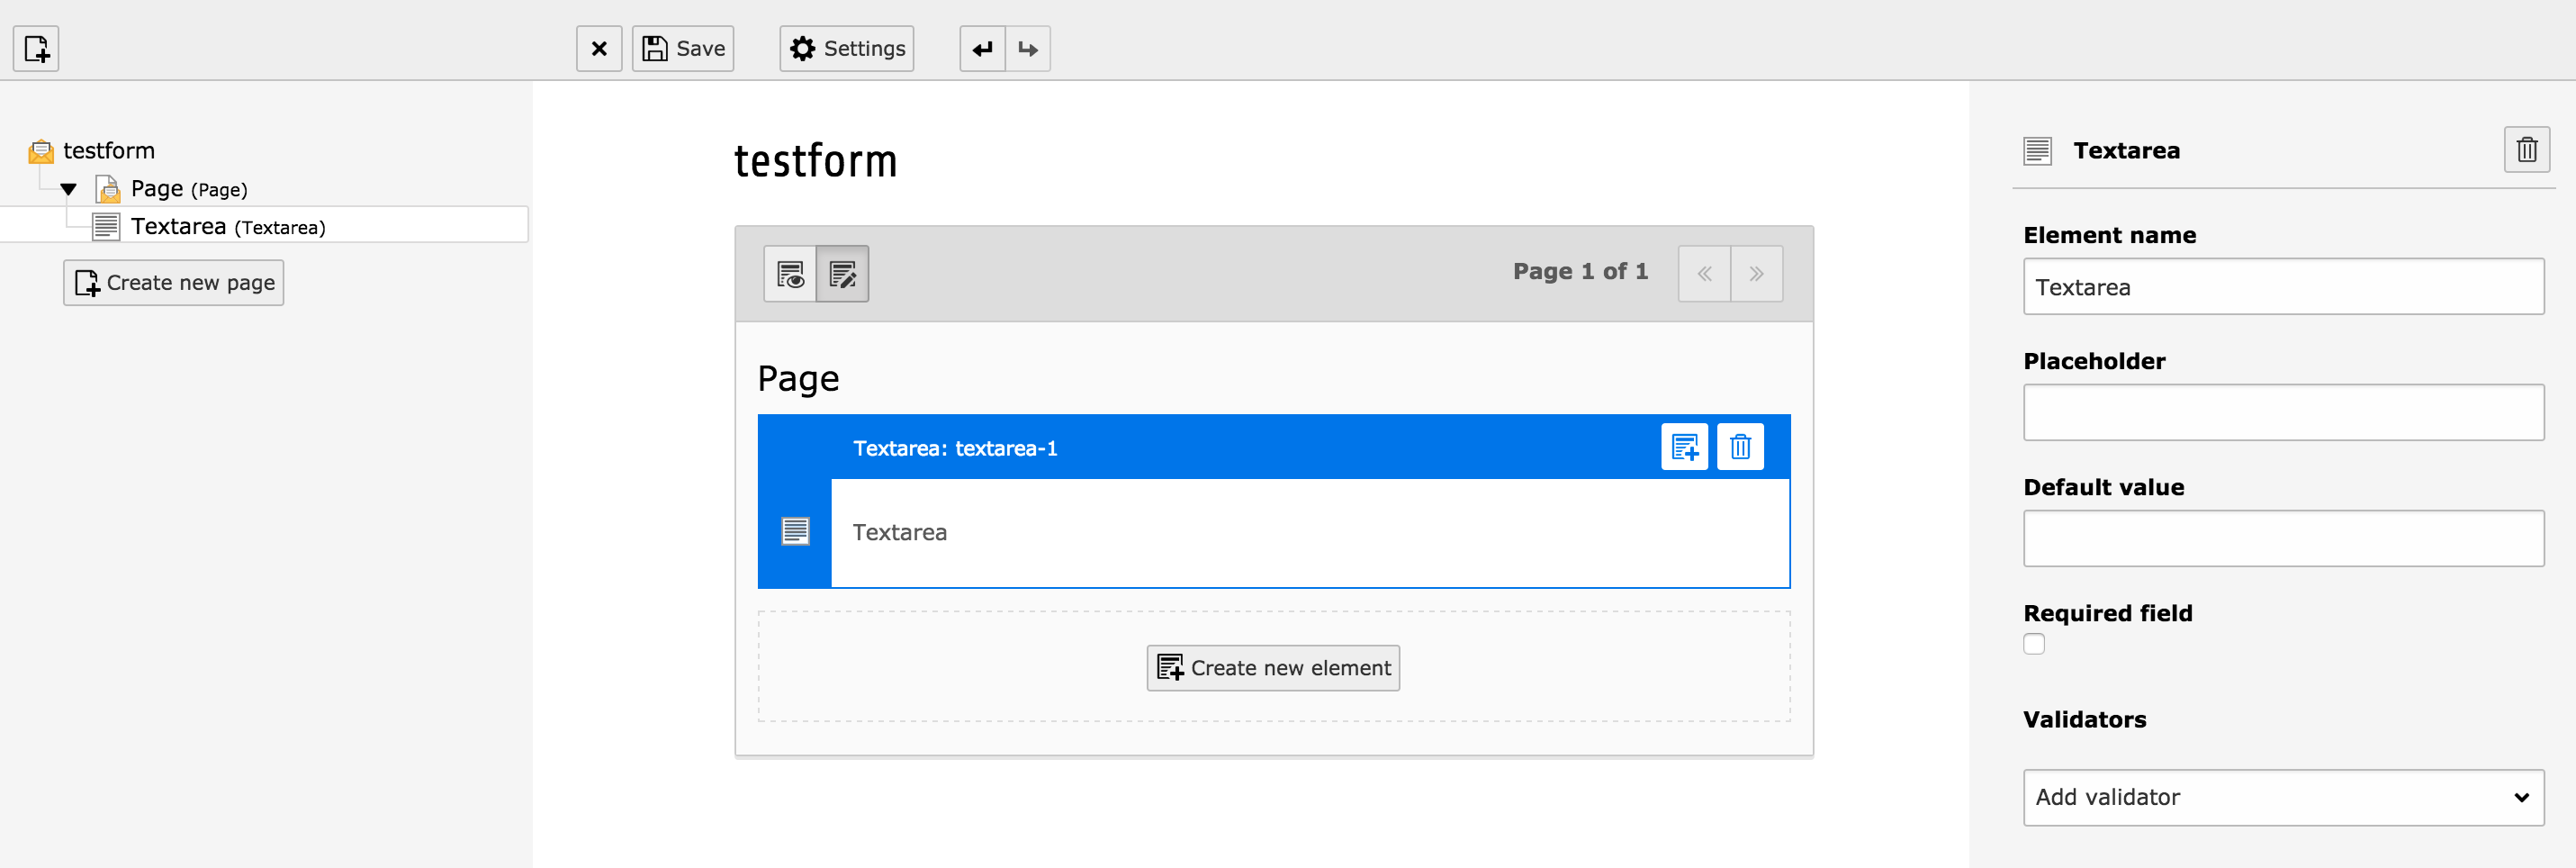 Save
Settings
testform
Page (Page)
Textarea (Textarea)
Create new page
testform
Page 1 of 1
Page
Textarea: textarea-1
Textarea
Create new element
Textarea
Element name
Textarea
Placeholder
Default value
Required field
Validators
Add validator